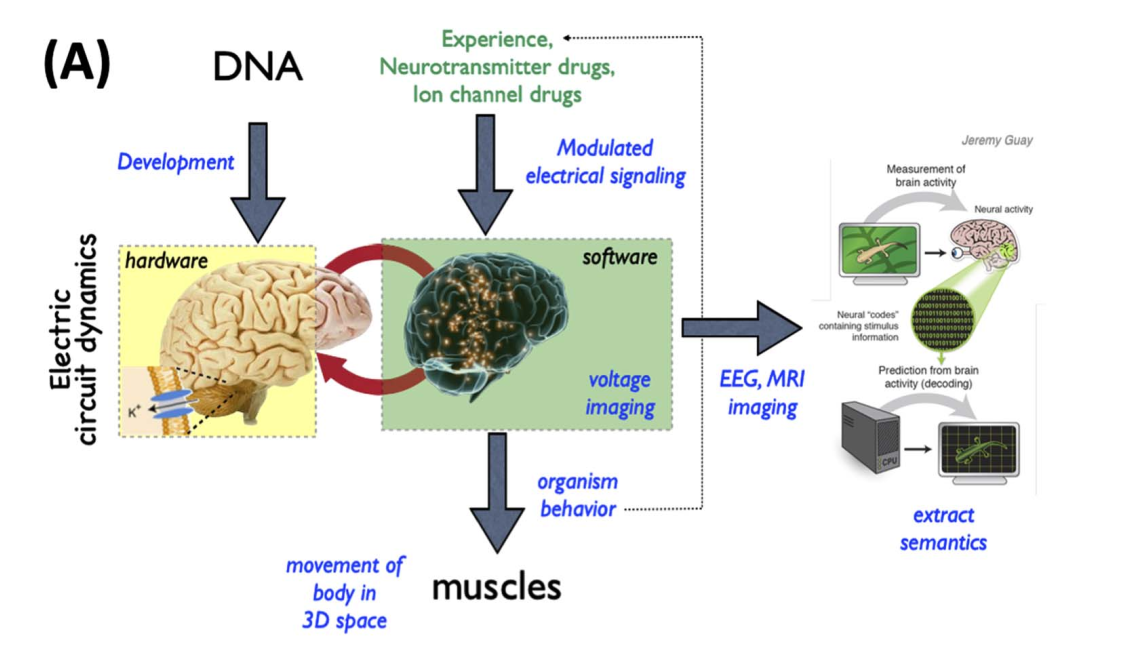 (A)
DNA
Experience,
Neurotransmitter drugs,
Ion channel drugs
Development
Modulated
electrical signaling
Electric
circuit dynamics
hardware
K+
software
voltage
imaging
EEG, MRI
imaging
organism
behavior
movement of
body in
3D space
muscles
Jeremy Guay
Measurement of
brain activity
Neural activity
Neural "codes"
containing stimulus
information
Prediction from brain
activity (decoding)
CPU
extract
semantics